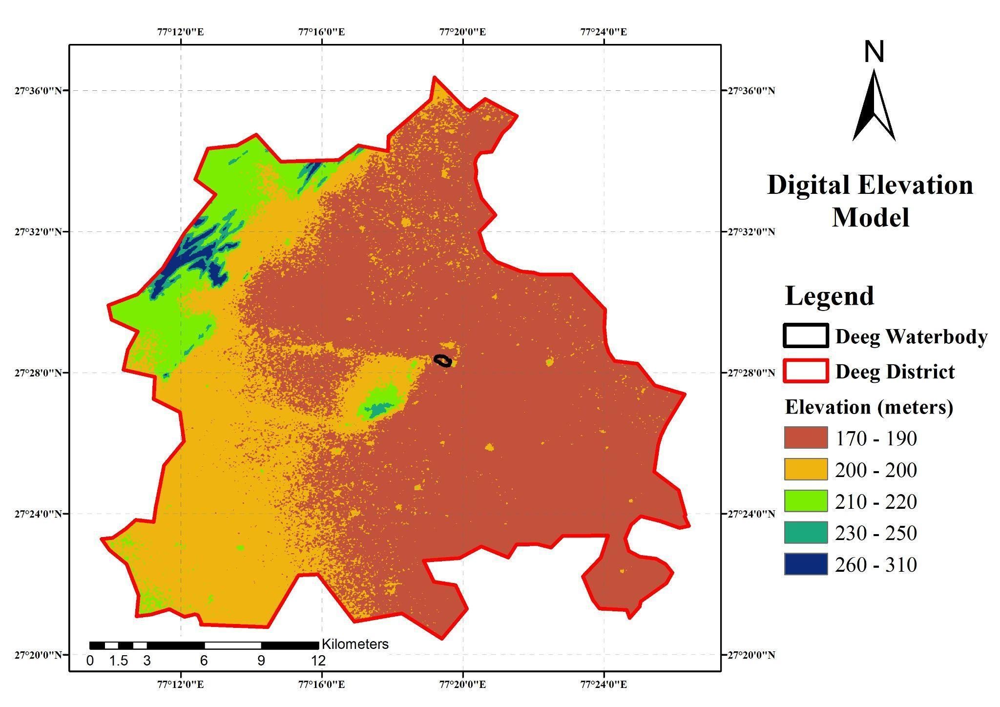 77°12'0"E 77°16'0"E 77°20'0"E 77°24'0"E
N
27°36'0"N 27°36'0"N
Digital Elevation
Model
27°32'0"N 27°32'0"N
Legend
Deeg Waterbody
Deeg District
27°28'0"N 27°28'0"N
Elevation (meters)
170 - 190
200 - 200
210 - 220
27°24'0"N 27°24'0"N
230 - 250
260 - 310
Kilometers
27°20'0"N 27°20'0"N
0 1.5 3 6 9 12
77°12'0"E 77°16'0"E 77°20'0"E 77°24'0"E